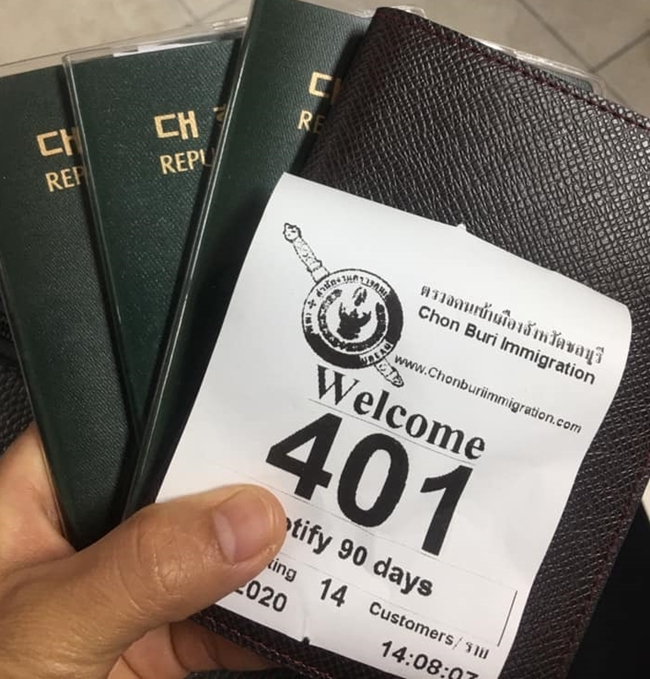 대
REP
대
REPU
RE
ตรวจคนเข้าเมืองจังหวัดชลบุรี
Chon Buri Immigration
www.Chonburiimmigration.com
Welcome
401
otify 90 days
ting 14 Customers/ราย
2020 14:08:07